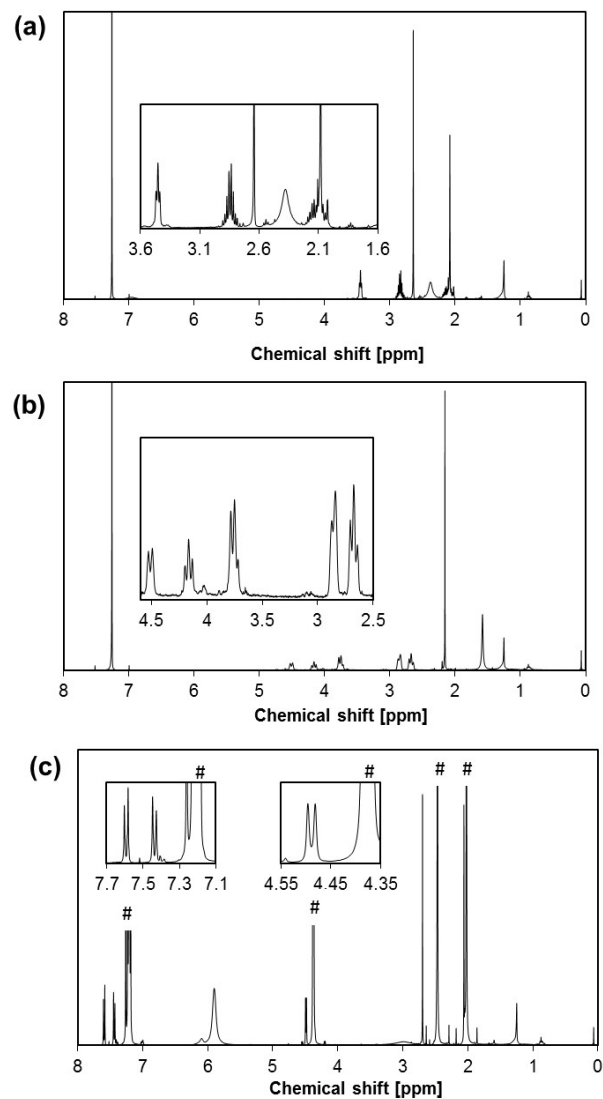 (a)
3.6 3.1 2.6 2.1 1.6
8 7 6 5 4 3 2 1 0
Chemical shift [ppm]
(b)
4.5 4 3.5 3 2.5
8 7 6 5 4 3 2 1 0
Chemical shift [ppm]
(c)
# # # #
7.7 7.5 7.3 7.1 4.55 4.45 4.35
# #
8 7 6 5 4 3 2 1 0
Chemical shift [ppm]